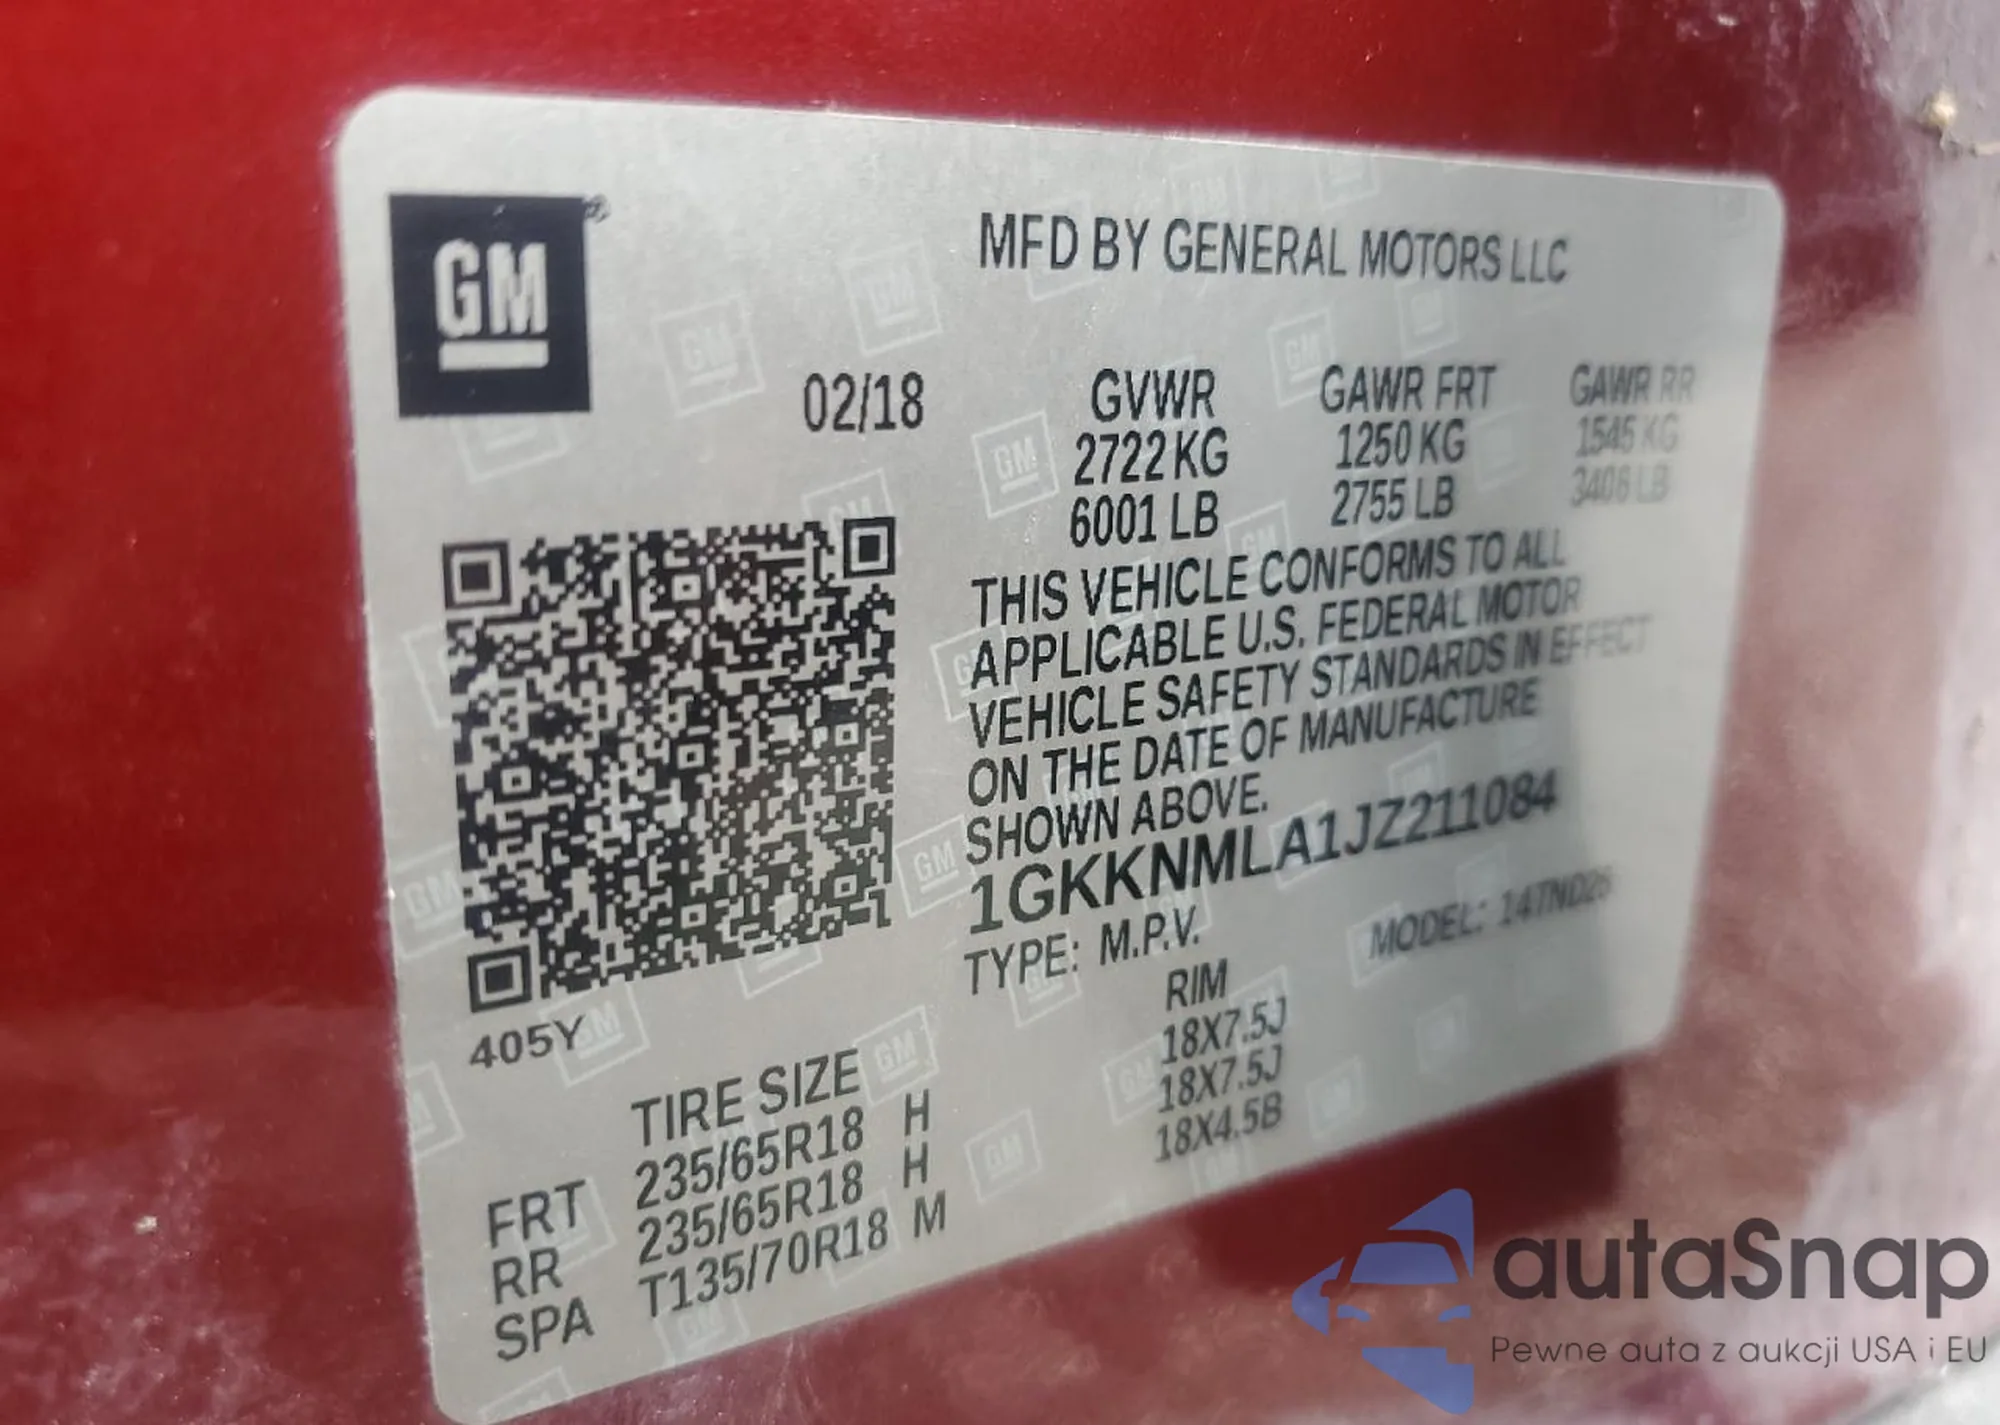 GM®
MFD BY GENERAL MOTORS LLC
02/18
GVWR GAWR FRT GAWR RR
2722 KG 1250 KG 1545 KG
6001 LB 2755 LB 3406 LB
THIS VEHICLE CONFORMS TO ALL
APPLICABLE U.S. FEDERAL MOTOR
VEHICLE SAFETY STANDARDS IN EFFECT
ON THE DATE OF MANUFACTURE
SHOWN ABOVE.
1GKKNMLA1JZ211084
TYPE: M.P.V. MODEL: 14TND26
405Y
TIRE SIZE RIM
FRT 235/65R18 H 18X7.5J
RR 235/65R18 H 18X7.5J
SPA T135/70R18 M 18X4.5B
autaSnap
Pewne auta z aukcji USA i EU